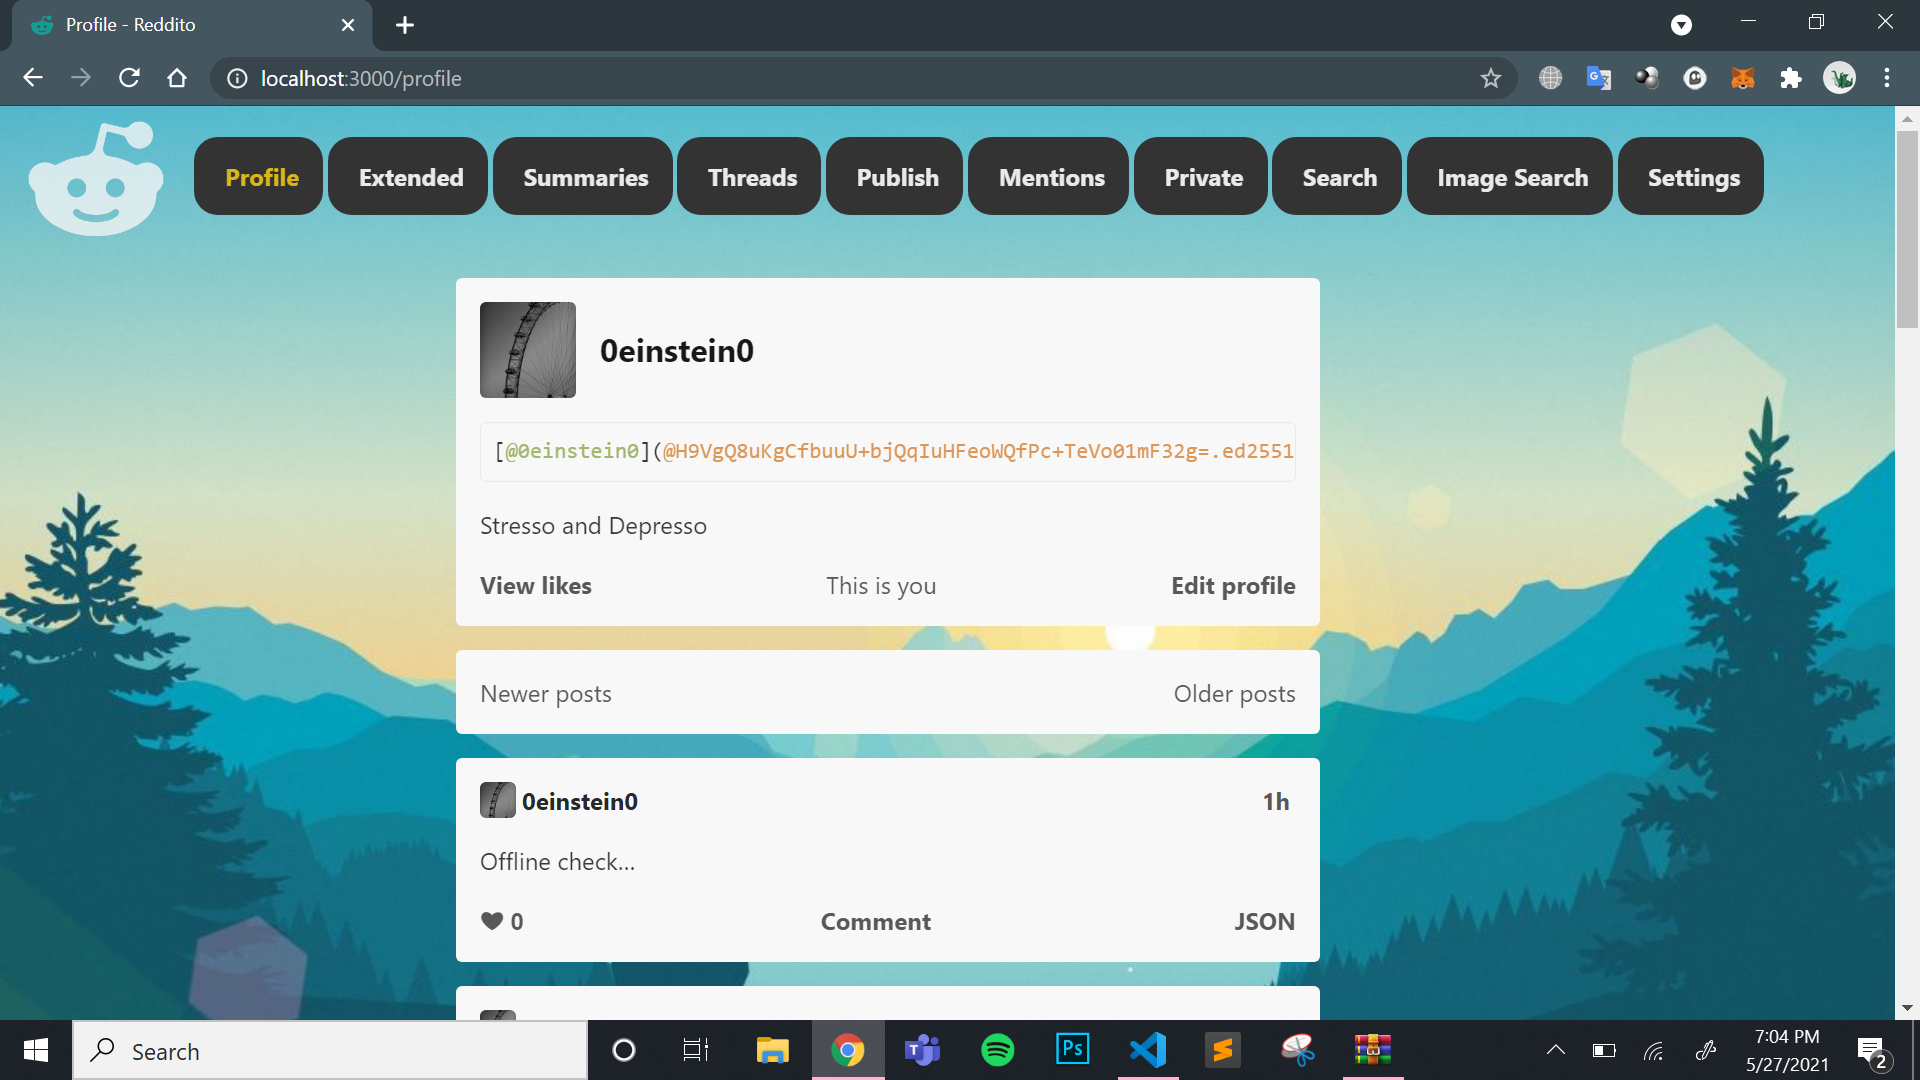 Profile - Reddito
localhost:3000/profile
Profile Extended Summaries Threads Publish Mentions Private Search Image Search Settings
0einstein0
[@0einstein0](@H9VgQ8uKgCfbuuU+bjQqIuHFeoWQfPc+TeVo01mF32g=.ed2551
Stresso and Depresso
View likes This is you Edit profile
Newer posts Older posts
0einstein0 1h
Offline check...
0 Comment JSON
Search
7:04 PM
5/27/2021
2